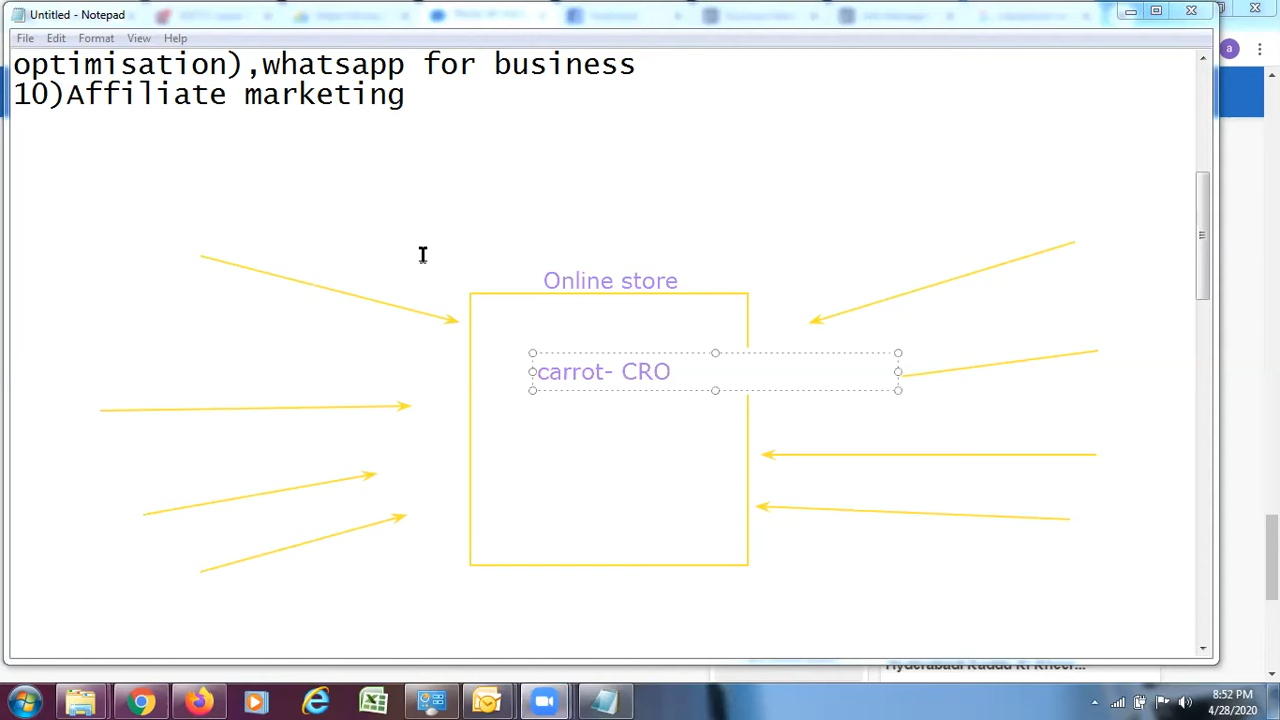 Untitled - Notepad
File Edit Format View Help
optimisation),whatsapp for business
10)Affiliate marketing
Online store
carrot- CRO
a
8:52 PM
4/28/2020